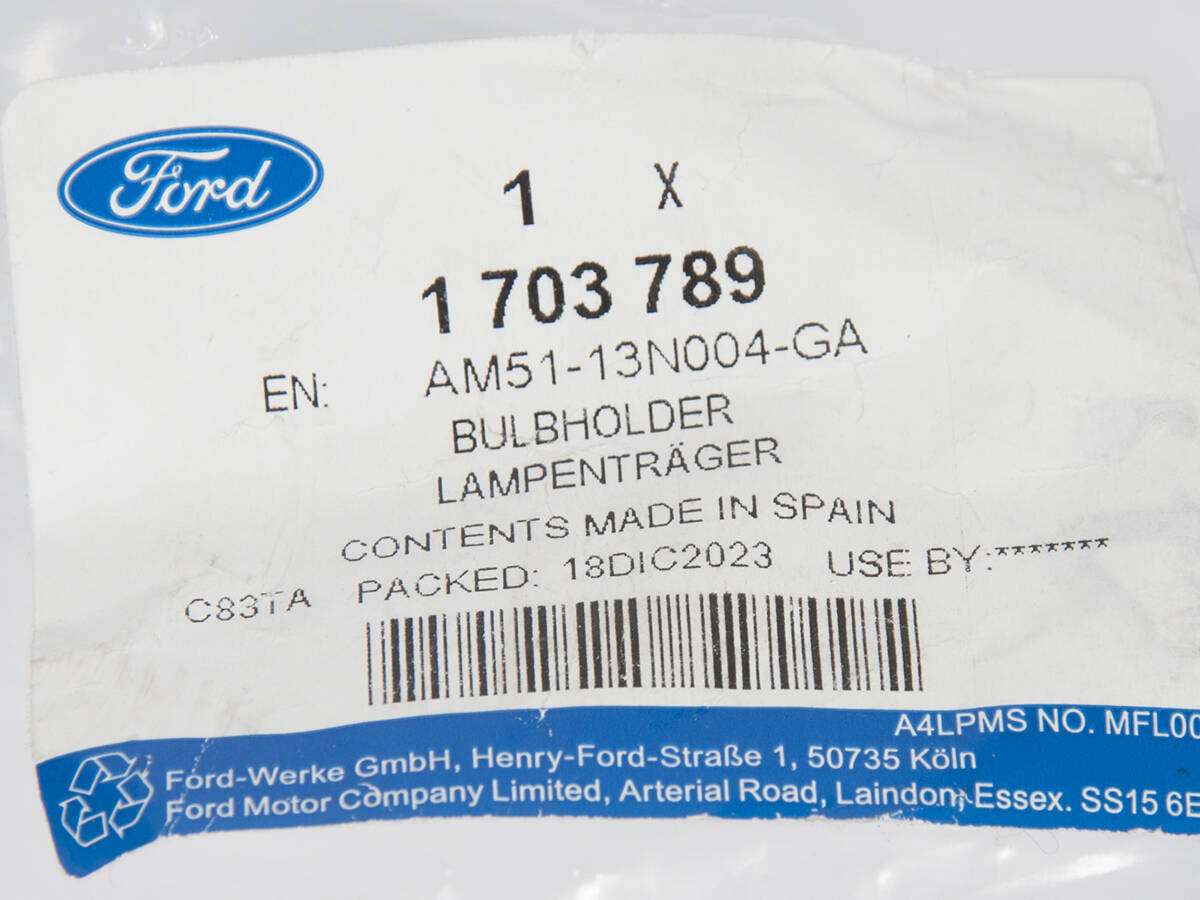 Ford
1 X
1 703 789
EN: AM51-13N004-GA
BULBHOLDER
LAMPENTRÄGER
CONTENTS MADE IN SPAIN
C83TA PACKED: 18DIC2023 USE BY:*******
A4LPMS NO. MFL00
Ford-Werke GmbH, Henry-Ford-Straße 1, 50735 Köln
Ford Motor Company Limited, Arterial Road, Laindon, Essex. SS15 6E